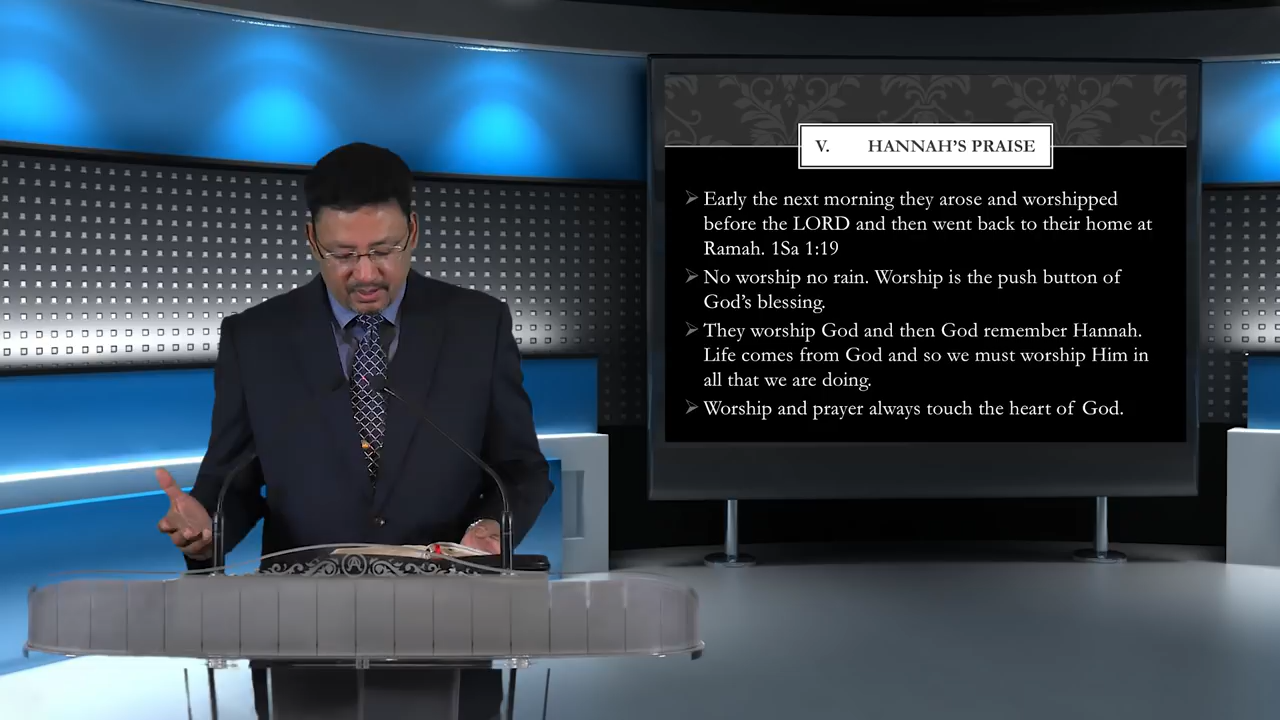 V. HANNAH'S PRAISE
Early the next morning they arose and worshipped
before the LORD and then went back to their home at
Ramah. 1Sa 1:19
No worship no rain. Worship is the push button of
God's blessing.
They worship God and then God remember Hannah.
Life comes from God and so we must worship Him in
all that we are doing.
Worship and prayer always touch the heart of God.